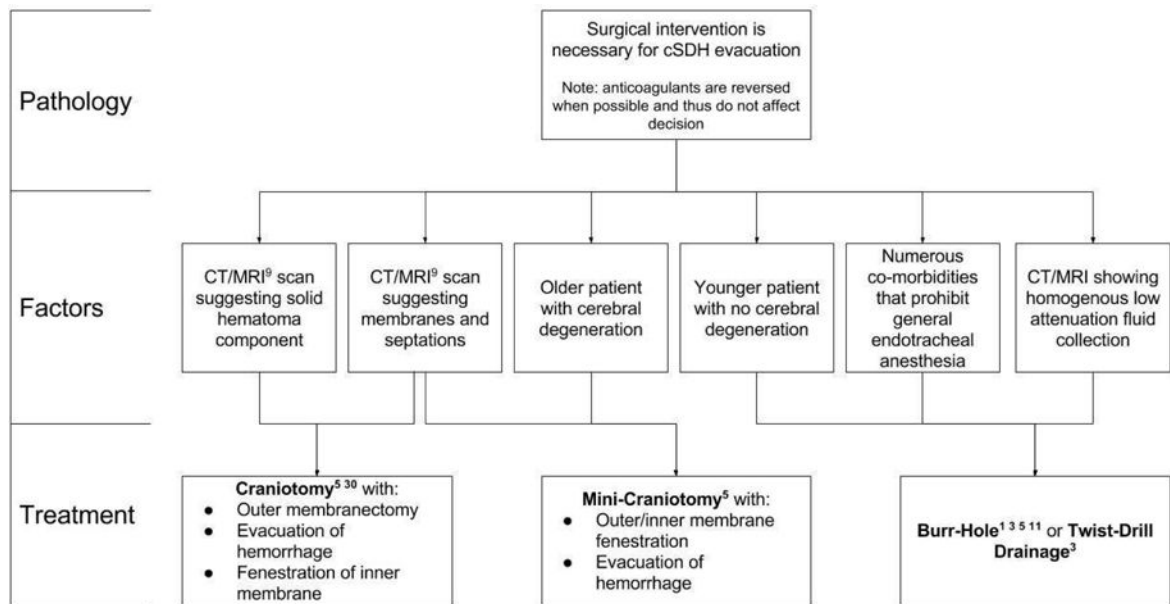 Pathology
Surgical intervention is
necessary for cSDH evacuation
Note: anticoagulants are reversed
when possible and thus do not affect
decision
Factors
CT/MRI⁹ scan
suggesting solid
hematoma
component
CT/MRI⁹ scan
suggesting
membranes and
septations
Older patient
with cerebral
degeneration
Younger patient
with no cerebral
degeneration
Numerous
co-morbidities
that prohibit
general
endotracheal
anesthesia
CT/MRI showing
homogenous low
attenuation fluid
collection
Treatment
Craniotomy⁵ ³⁰ with:
● Outer membranectomy
● Evacuation of
hemorrhage
● Fenestration of inner
membrane
Mini-Craniotomy⁵ with:
● Outer/inner membrane
fenestration
● Evacuation of
hemorrhage
Burr-Hole¹ ³ ⁵ ¹¹ or Twist-Drill
Drainage³